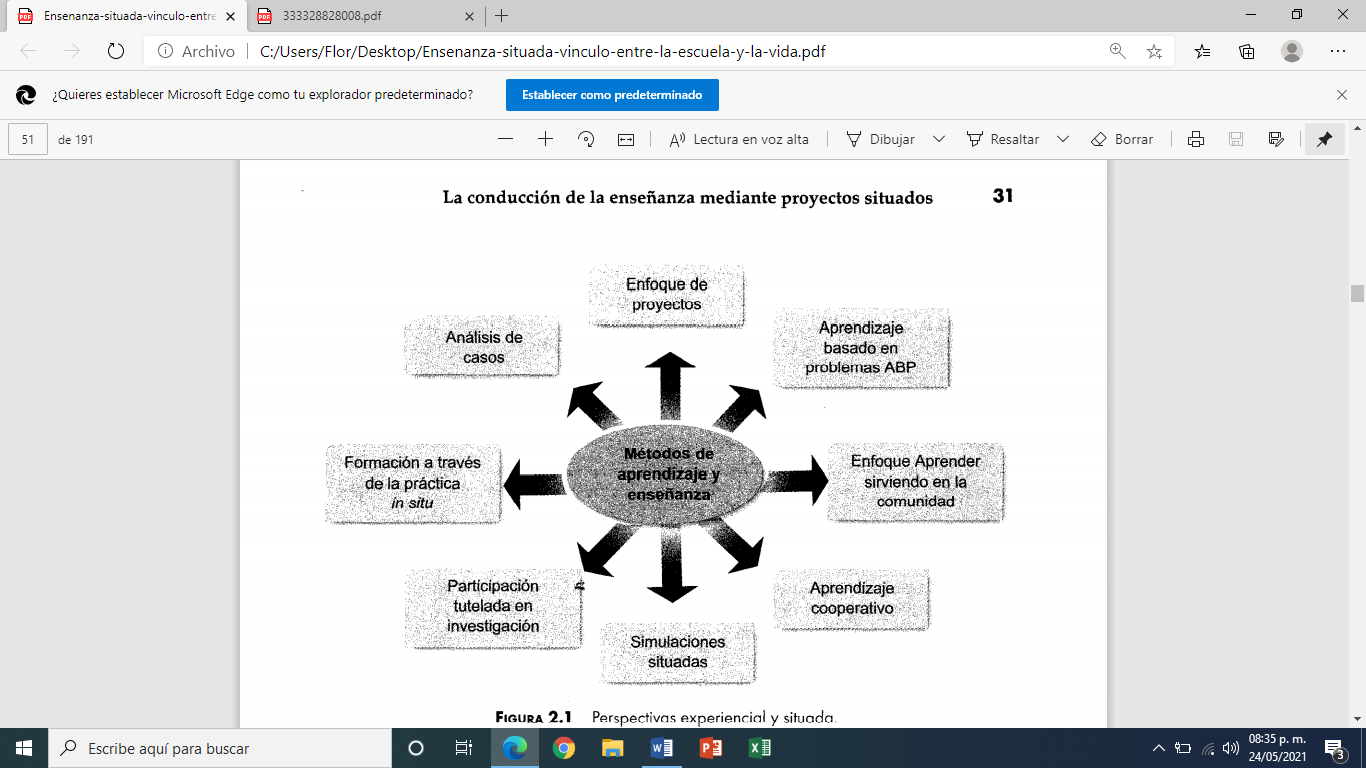 Ensenanza-situada-vinculo-entre
333328828008.pdf
Archivo
C:/Users/Flor/Desktop/Ensenanza-situada-vinculo-entre-la-escuela-y-la-vida.pdf
¿Quieres establecer Microsoft Edge como tu explorador predeterminado?
Establecer como predeterminado
51 de 191
Lectura en voz alta
Dibujar
Resaltar
Borrar
La conducción de la enseñanza mediante proyectos situados 31
Enfoque de
proyectos
Análisis de
casos
Aprendizaje
basado en
problemas ABP
Formación a través
de la práctica
in situ
Métodos de
aprendizaje y
enseñanza
Enfoque Aprender
sirviendo en la
comunidad
Participación
tutelada en
investigación
Simulaciones
situadas
Aprendizaje
cooperativo
FIGURA 2.1 Perspectivas experiencial y situada.
Escribe aquí para buscar
08:35 p. m.
24/05/2021
3